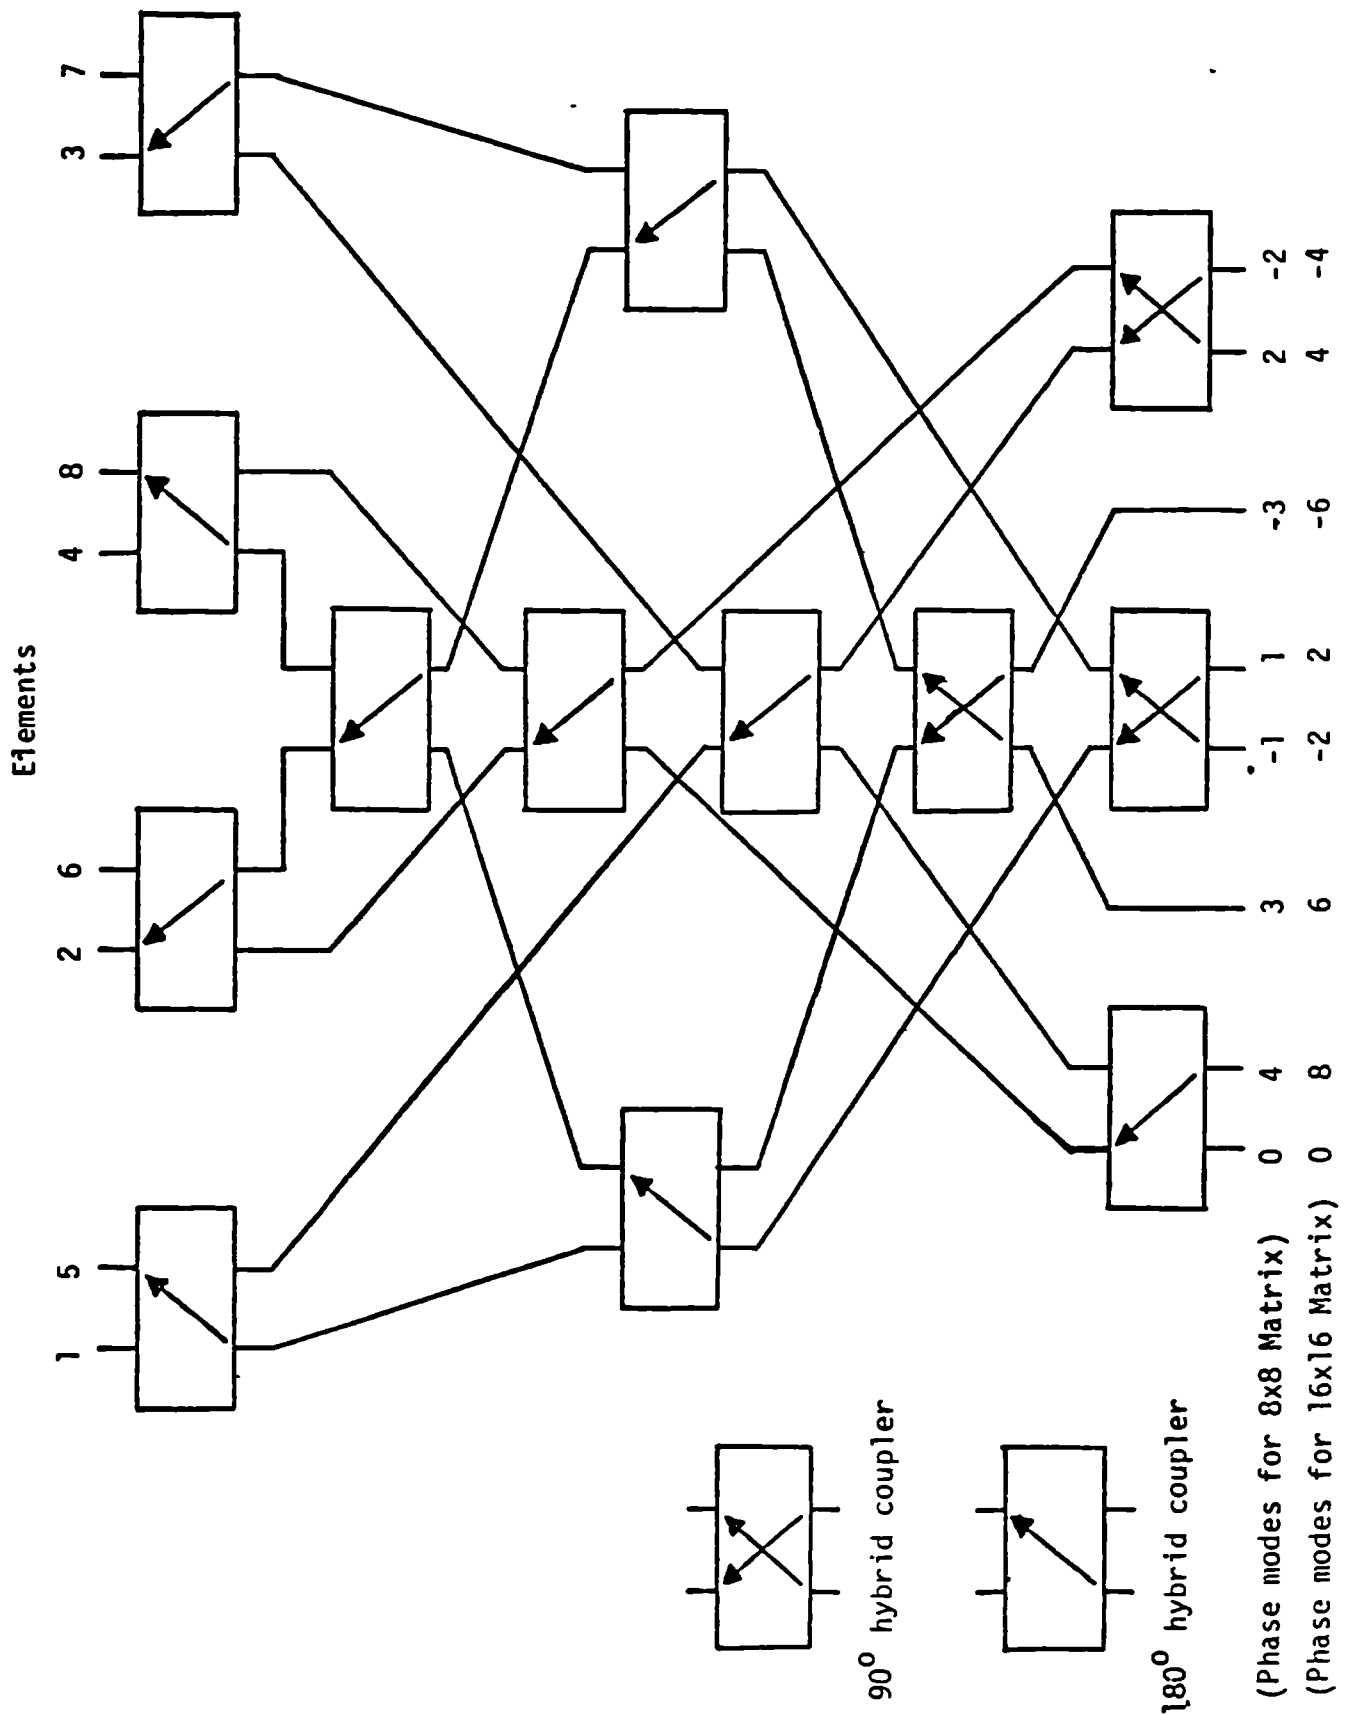 Elements
1 5 2 6 4 8 3 7
90° hybrid coupler
180° hybrid coupler
(Phase modes for 8x8 Matrix) 0 4 3 -1 1 -3 2 -2
(Phase modes for 16x16 Matrix) 0 8 6 -2 2 -6 4 -4